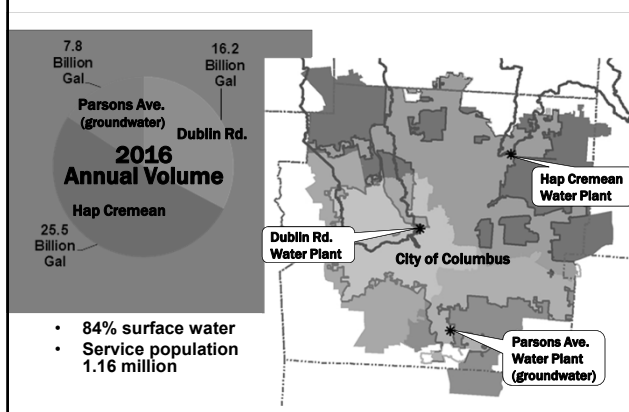 7.8
Billion
Gal
16.2
Billion
Gal
Parsons Ave.
(groundwater)
Dublin Rd.
2016
Annual Volume
Hap Cremean
25.5
Billion
Gal
• 84% surface water
• Service population
1.16 million
Hap Cremean
Water Plant
Dublin Rd.
Water Plant
City of Columbus
Parsons Ave.
Water Plant
(groundwater)